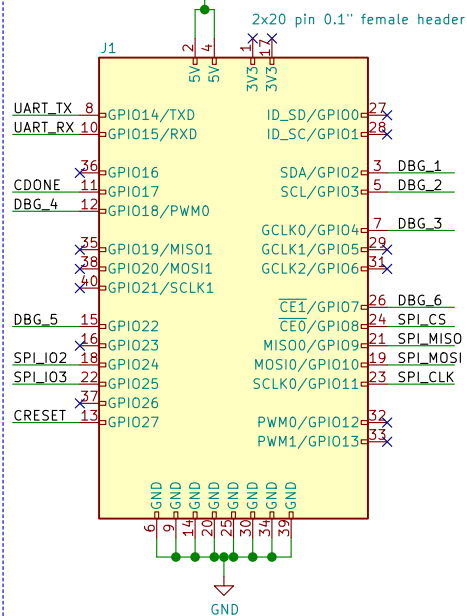 2x20 pin 0.1" female header
J1
2 4 1 17
5V 5V 3V3 3V3
UART_TX 8 GPIO14/TXD ID_SD/GPIO0 27
UART_RX 10 GPIO15/RXD ID_SC/GPIO1 28
36 GPIO16 SDA/GPIO2 3 DBG_1
CDONE 11 GPIO17 SCL/GPIO3 5 DBG_2
DBG_4 12 GPIO18/PWM0
GCLK0/GPIO4 7 DBG_3
35 GPIO19/MISO1 GCLK1/GPIO5 29
38 GPIO20/MOSI1 GCLK2/GPIO6 31
40 GPIO21/SCLK1
CE1/GPIO7 26 DBG_6
DBG_5 15 GPIO22 CE0/GPIO8 24 SPI_CS
16 GPIO23 MISO0/GPIO9 21 SPI_MISO
SPI_IO2 18 GPIO24 MOSI0/GPIO10 19 SPI_MOSI
SPI_IO3 22 GPIO25 SCLK0/GPIO11 23 SPI_CLK
37 GPIO26
CRESET 13 GPIO27 PWM0/GPIO12 32
PWM1/GPIO13 33
GND GND GND GND GND GND GND GND
6 9 14 20 25 30 34 39
GND